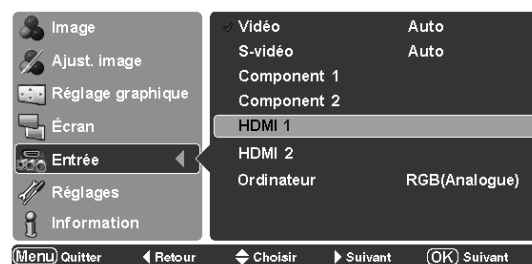 Image
Ajust. image
Réglage graphique
Écran
Entrée
Réglages
Information
Vidéo Auto
S-vidéo Auto
Component 1
Component 2
HDMI 1
HDMI 2
Ordinateur RGB(Analogue)
Menu Quitter Retour Choisir Suivant OK Suivant